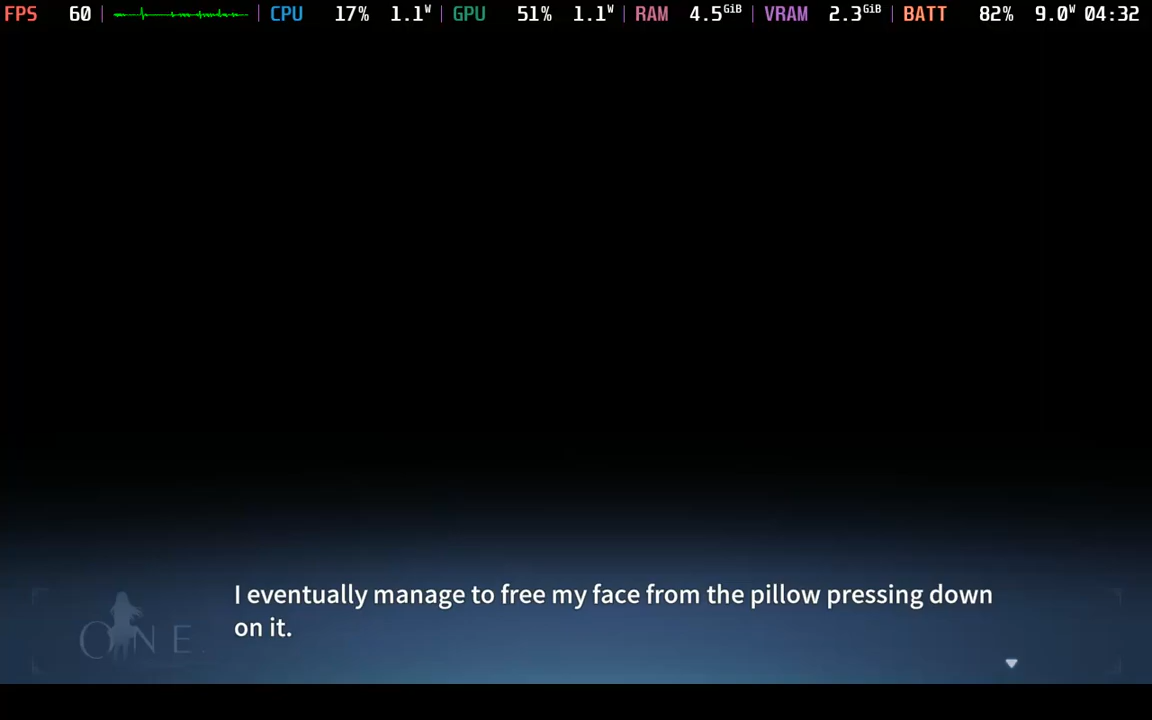 FPS 60 CPU 17% 1.1W GPU 51% 1.1W RAM 4.5GiB VRAM 2.3GiB BATT 82% 9.0W 04:32
I eventually manage to free my face from the pillow pressing down
on it.
ONE.